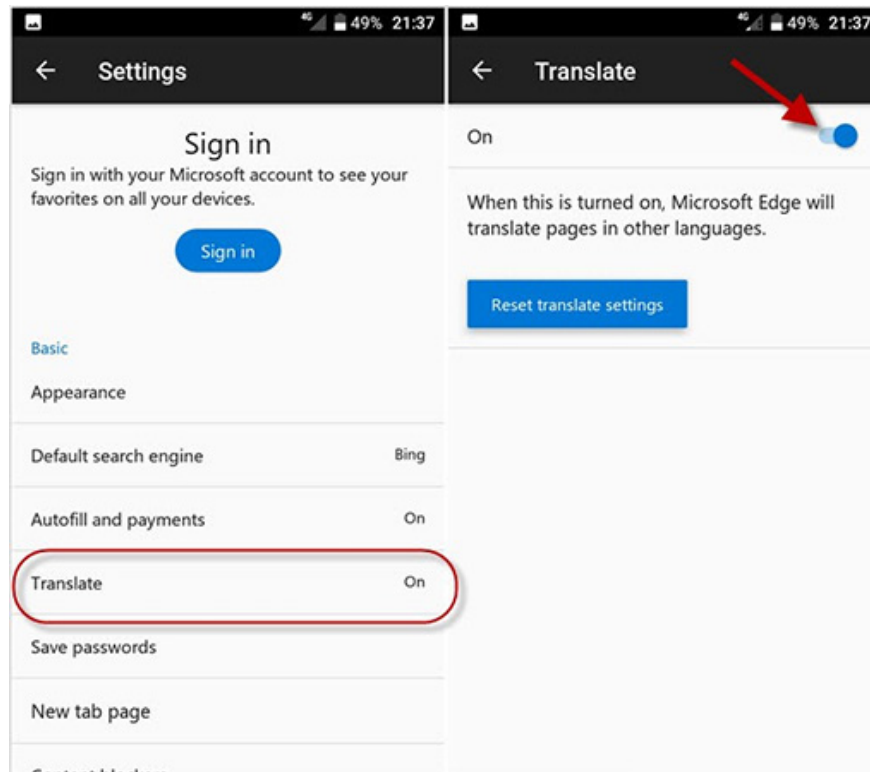 4G 49% 21:37
Settings
Sign in
Sign in with your Microsoft account to see your
favorites on all your devices.
Sign in
Basic
Appearance
Default search engine Bing
Autofill and payments On
Translate On
Save passwords
New tab page
4G 49% 21:37
Translate
On
When this is turned on, Microsoft Edge will
translate pages in other languages.
Reset translate settings